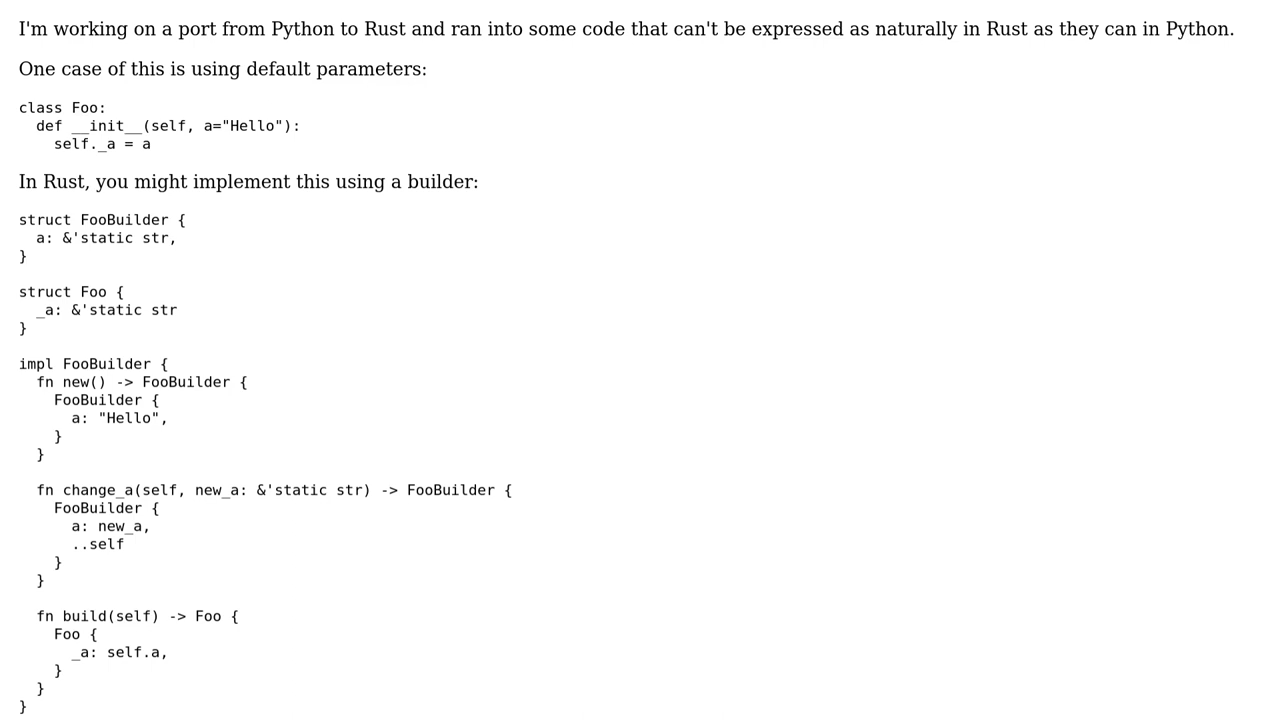 I'm working on a port from Python to Rust and ran into some code that can't be expressed as naturally in Rust as they can in Python.
One case of this is using default parameters:
class Foo:
  def __init__(self, a="Hello"):
    self._a = a
In Rust, you might implement this using a builder:
struct FooBuilder {
  a: &'static str,
}
struct Foo {
  _a: &'static str
}
impl FooBuilder {
  fn new() -> FooBuilder {
    FooBuilder {
      a: "Hello",
    }
  }
  fn change_a(self, new_a: &'static str) -> FooBuilder {
    FooBuilder {
      a: new_a,
      ..self
    }
  }
  fn build(self) -> Foo {
    Foo {
      _a: self.a,
    }
  }
}